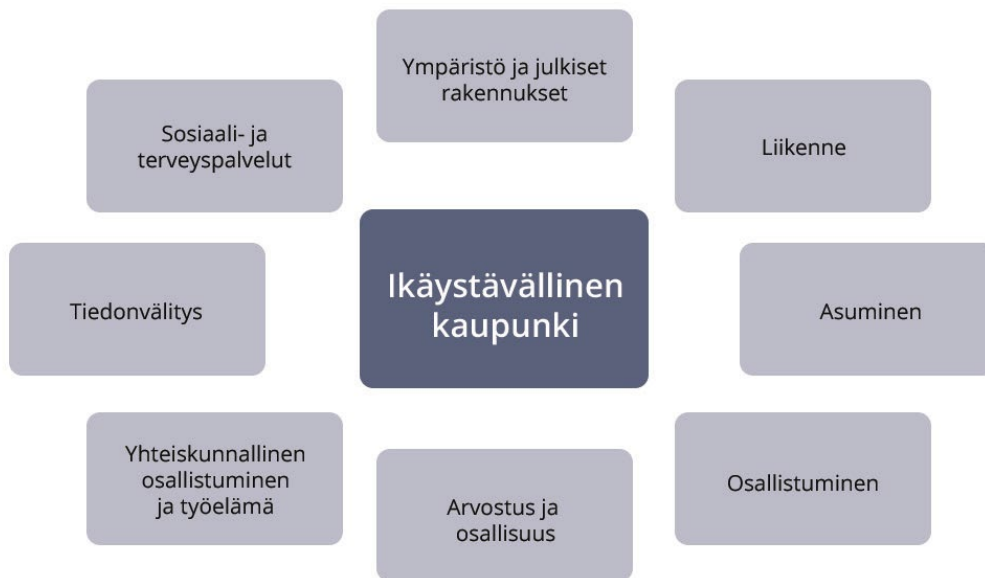 Ympäristö ja julkiset
rakennukset
Sosiaali- ja
terveyspalvelut
Liikenne
Ikäystävällinen
kaupunki
Tiedonvälitys
Asuminen
Yhteiskunnallinen
osallistuminen
ja työelämä
Arvostus ja
osallisuus
Osallistuminen